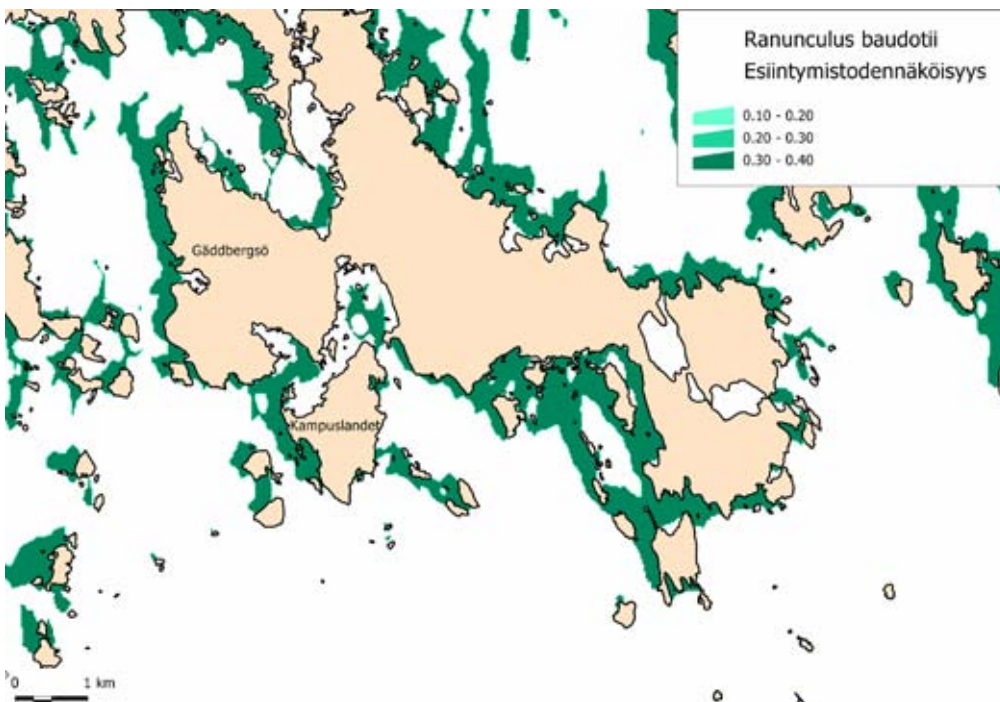 Ranunculus baudotii
Esiintymistodennäköisyys
0.10 - 0.20
0.20 - 0.30
0.30 - 0.40
Gäddbergsö
Kampuslandet
0 1 km